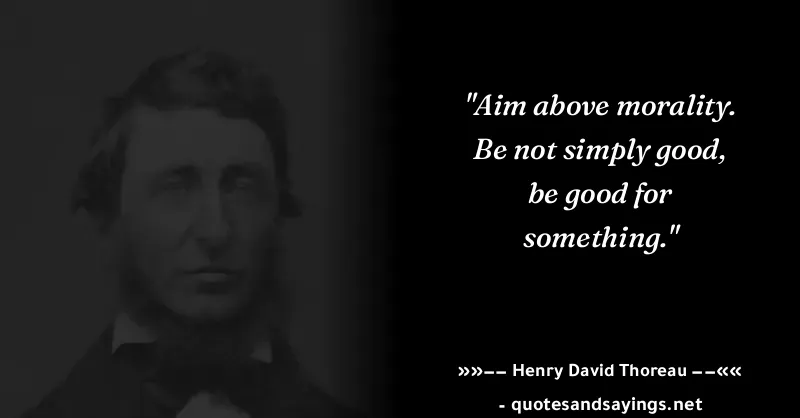 "Aim above morality.
Be not simply good,
be good for
something."
»»–– Henry David Thoreau ––««
- quotesandsayings.net